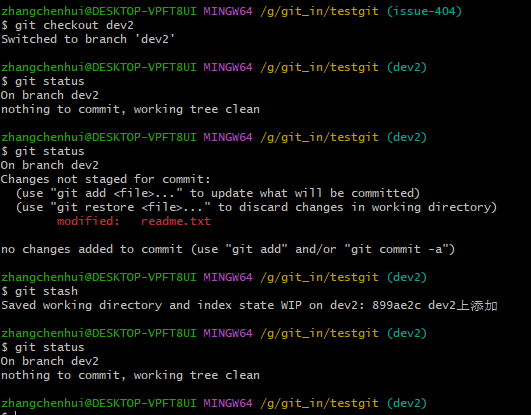 zhangchenhui@DESKTOP-VPFT8UI MINGW64 /g/git_in/testgit (issue-404)
$ git checkout dev2
Switched to branch 'dev2'
zhangchenhui@DESKTOP-VPFT8UI MINGW64 /g/git_in/testgit (dev2)
$ git status
On branch dev2
nothing to commit, working tree clean
zhangchenhui@DESKTOP-VPFT8UI MINGW64 /g/git_in/testgit (dev2)
$ git status
On branch dev2
Changes not staged for commit:
  (use "git add <file>..." to update what will be committed)
  (use "git restore <file>..." to discard changes in working directory)
        modified:   readme.txt
no changes added to commit (use "git add" and/or "git commit -a")
zhangchenhui@DESKTOP-VPFT8UI MINGW64 /g/git_in/testgit (dev2)
$ git stash
Saved working directory and index state WIP on dev2: 899ae2c dev2上添加
zhangchenhui@DESKTOP-VPFT8UI MINGW64 /g/git_in/testgit (dev2)
$ git status
On branch dev2
nothing to commit, working tree clean
zhangchenhui@DESKTOP-VPFT8UI MINGW64 /g/git_in/testgit (dev2)